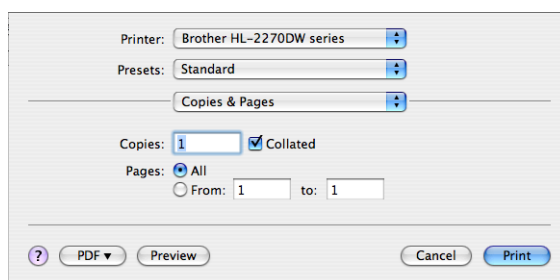 Printer: Brother HL-2270DW series
Presets: Standard
Copies & Pages
Copies: 1 Collated
Pages: All
From: 1 to: 1
? PDF ▼ Preview Cancel Print